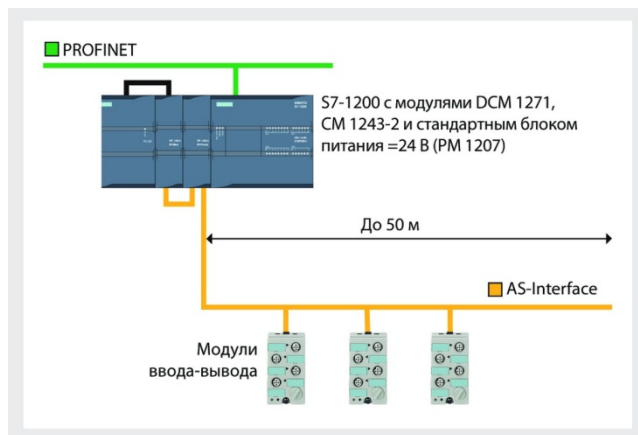 PROFINET
S7-1200 с модулями DCM 1271,
CM 1243-2 и стандартным блоком
питания =24 В (PM 1207)
До 50 м
AS-Interface
Модули
ввода-вывода